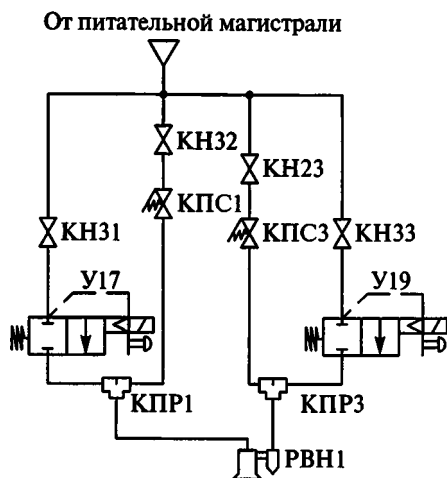 От питательной магистрали
КН32
КН23
КПС1
КПС3
КН31
КН33
У17
У19
КПР1
КПР3
РВН1